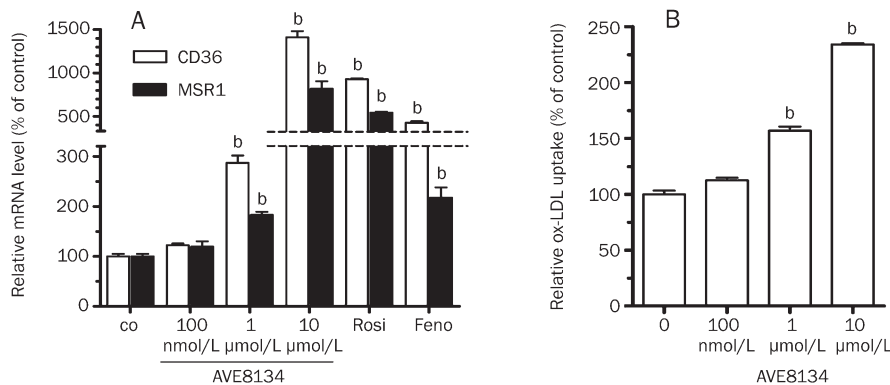 A
Relative mRNA level (% of control)
1500
1000
500
300
200
100
0
CD36
MSR1
b
b
b
b
b
b
b
b
co
100
nmol/L
1
μmol/L
10
μmol/L
Rosi
Feno
AVE8134
B
Relative ox-LDL uptake (% of control)
250
200
150
100
50
0
b
b
0
100
nmol/L
1
μmol/L
10
μmol/L
AVE8134